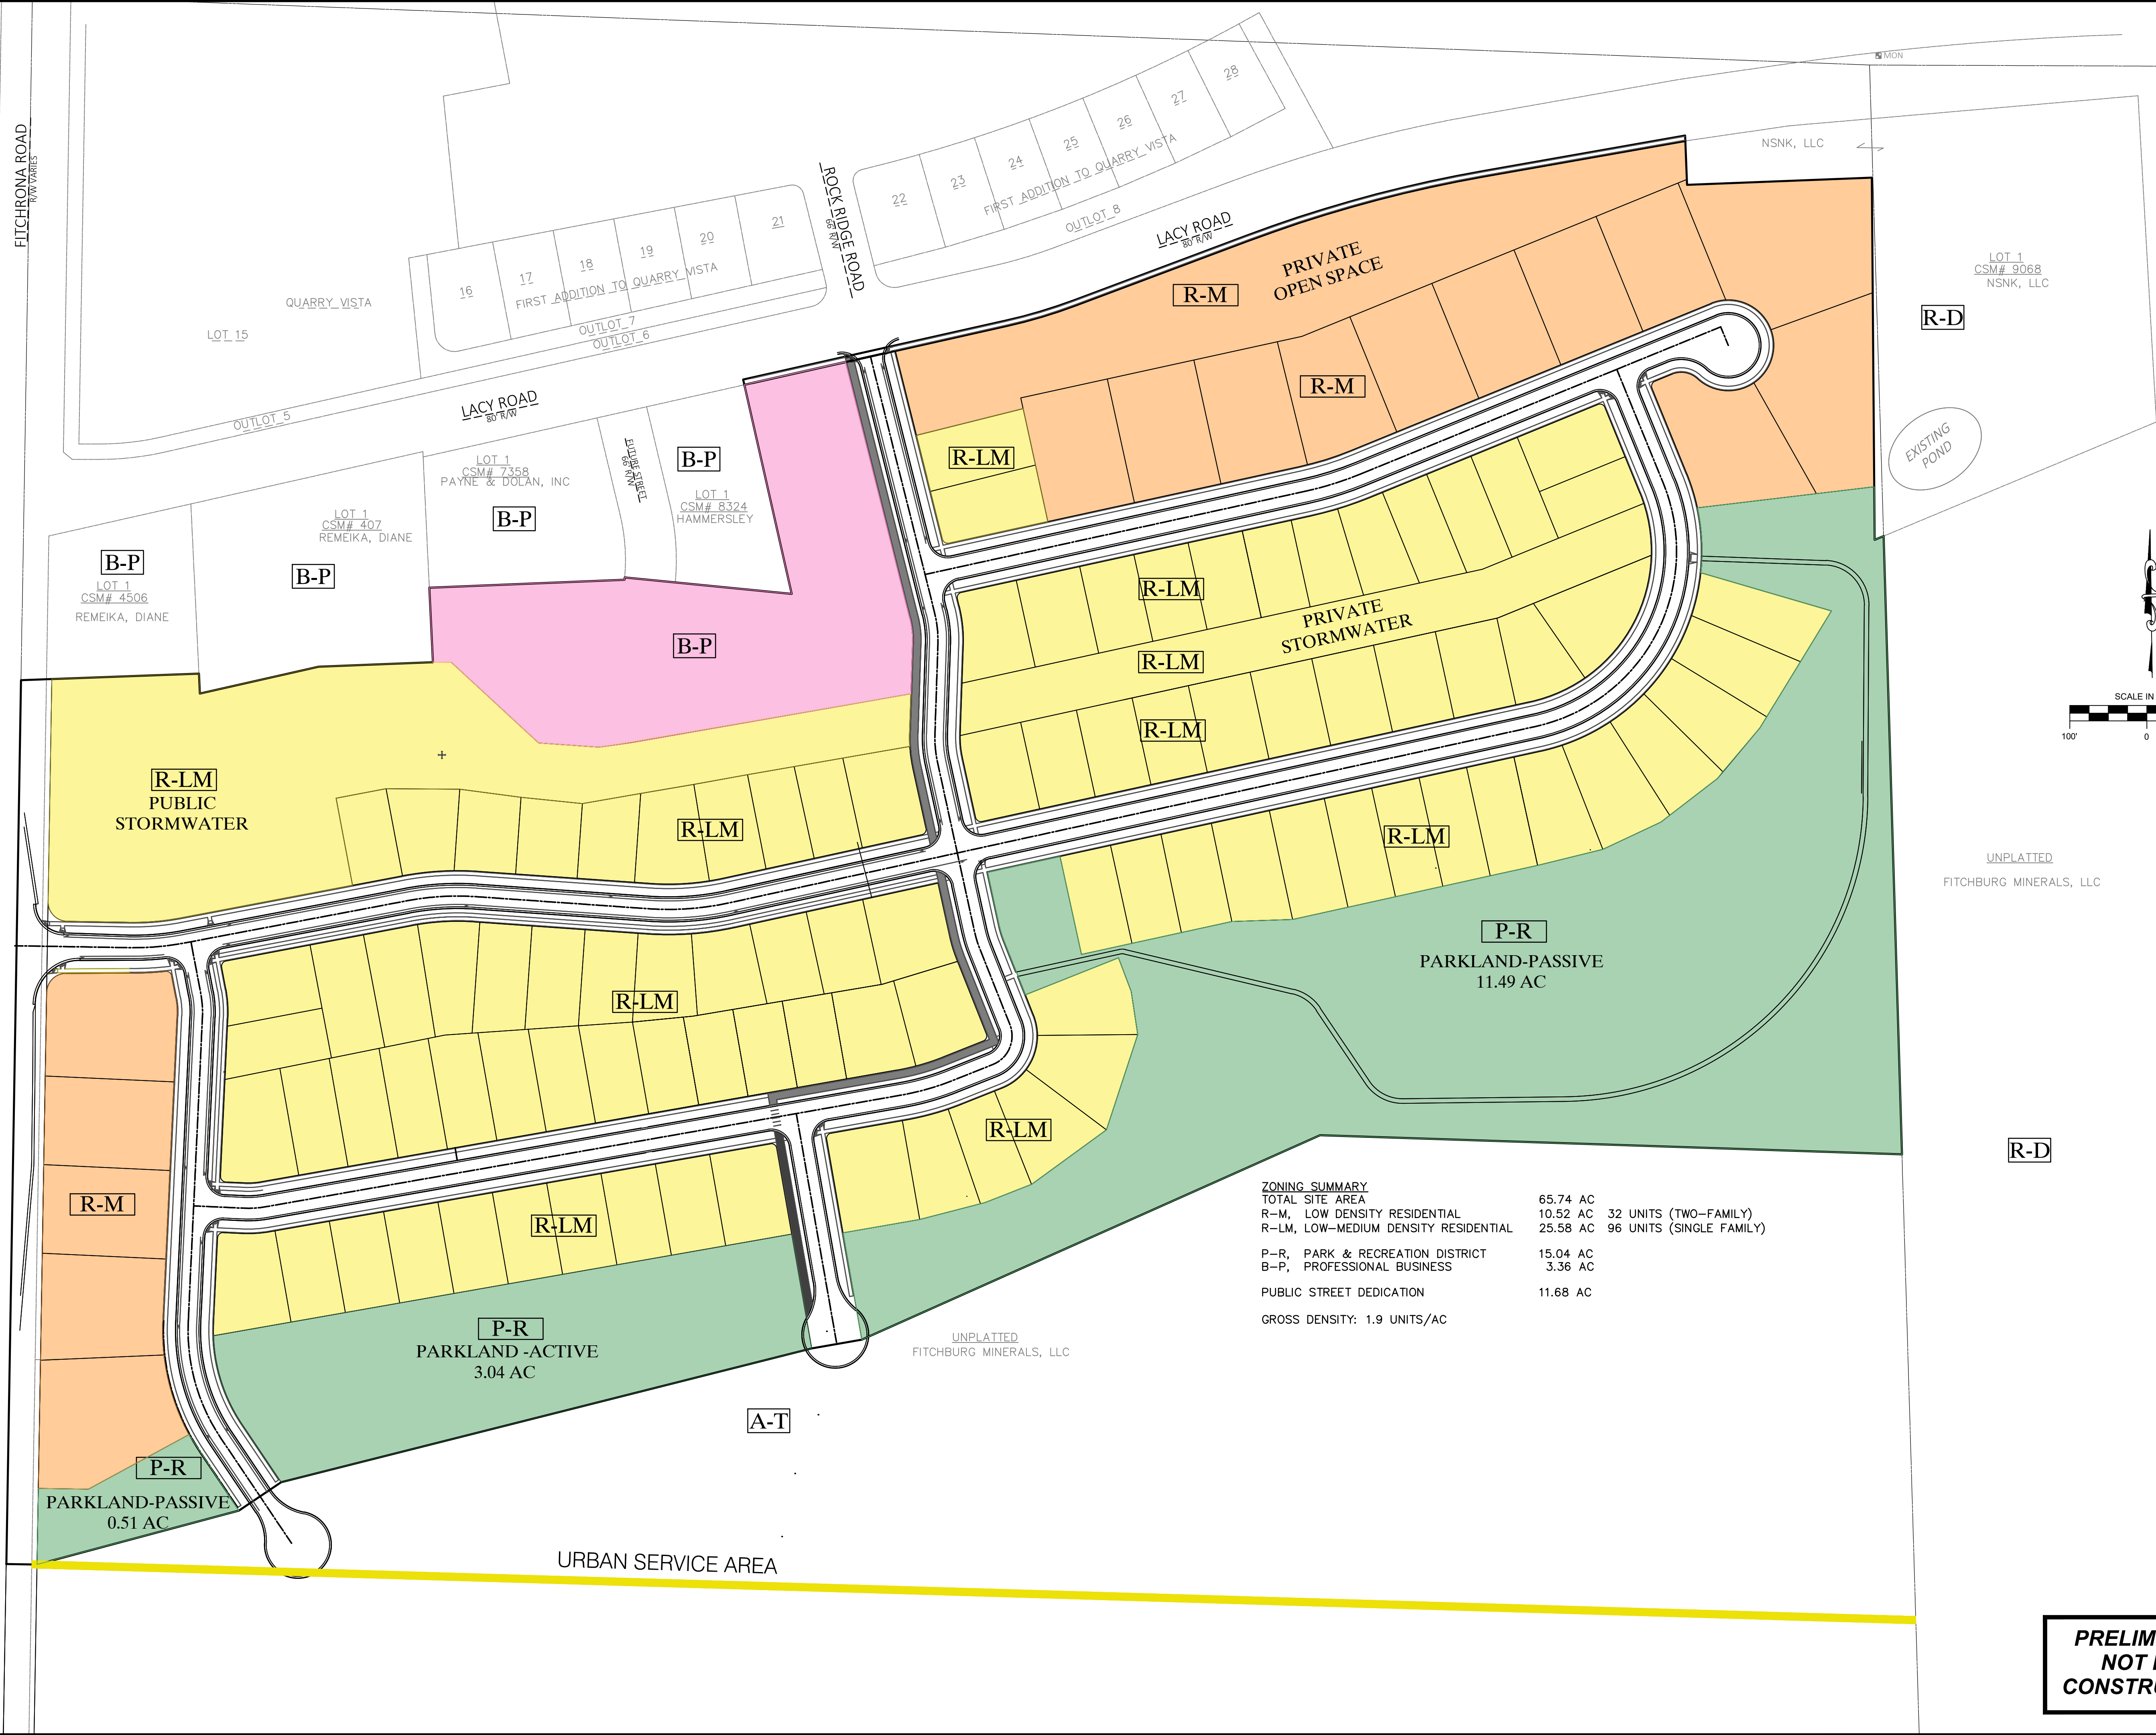 MON
28
27
26
25
24
23
22
FIRST ADDITION TO QUARRY VISTA
OUTLOT 8
NSNK, LLC
FITCHRONA ROAD
R/W VARIES
ROCK RIDGE ROAD
66' R/W
21
20
19
18
17
16
FIRST ADDITION TO QUARRY VISTA
OUTLOT 7
OUTLOT 6
QUARRY VISTA
LOT 15
LACY ROAD
80' R/W
PRIVATE
OPEN SPACE
R-M
LOT 1
CSM# 9068
NSNK, LLC
R-D
R-M
LACY ROAD
80' R/W
OUTLOT 5
EXISTING
POND
FUTURE STREET
66' R/W
B-P
LOT 1
CSM# 8324
HAMMERSLEY
LOT 1
CSM# 7358
PAYNE & DOLAN, INC
B-P
R-LM
LOT 1
CSM# 407
REMEIKA, DIANE
B-P
B-P
LOT 1
CSM# 4506
REMEIKA, DIANE
R-LM
PRIVATE
STORMWATER
B-P
R-LM
R-LM
SCALE IN
100'
0
R-LM
PUBLIC
STORMWATER
R-LM
R-LM
UNPLATTED
FITCHBURG MINERALS, LLC
P-R
PARKLAND-PASSIVE
11.49 AC
R-LM
R-LM
R-D
R-M
R-LM
ZONING SUMMARY
TOTAL SITE AREA 65.74 AC
R-M, LOW DENSITY RESIDENTIAL 10.52 AC 32 UNITS (TWO-FAMILY)
R-LM, LOW-MEDIUM DENSITY RESIDENTIAL 25.58 AC 96 UNITS (SINGLE FAMILY)
P-R, PARK & RECREATION DISTRICT 15.04 AC
B-P, PROFESSIONAL BUSINESS 3.36 AC
PUBLIC STREET DEDICATION 11.68 AC
GROSS DENSITY: 1.9 UNITS/AC
P-R
PARKLAND -ACTIVE
3.04 AC
UNPLATTED
FITCHBURG MINERALS, LLC
A-T
P-R
PARKLAND-PASSIVE
0.51 AC
URBAN SERVICE AREA
PRELIM
NOT
CONSTR